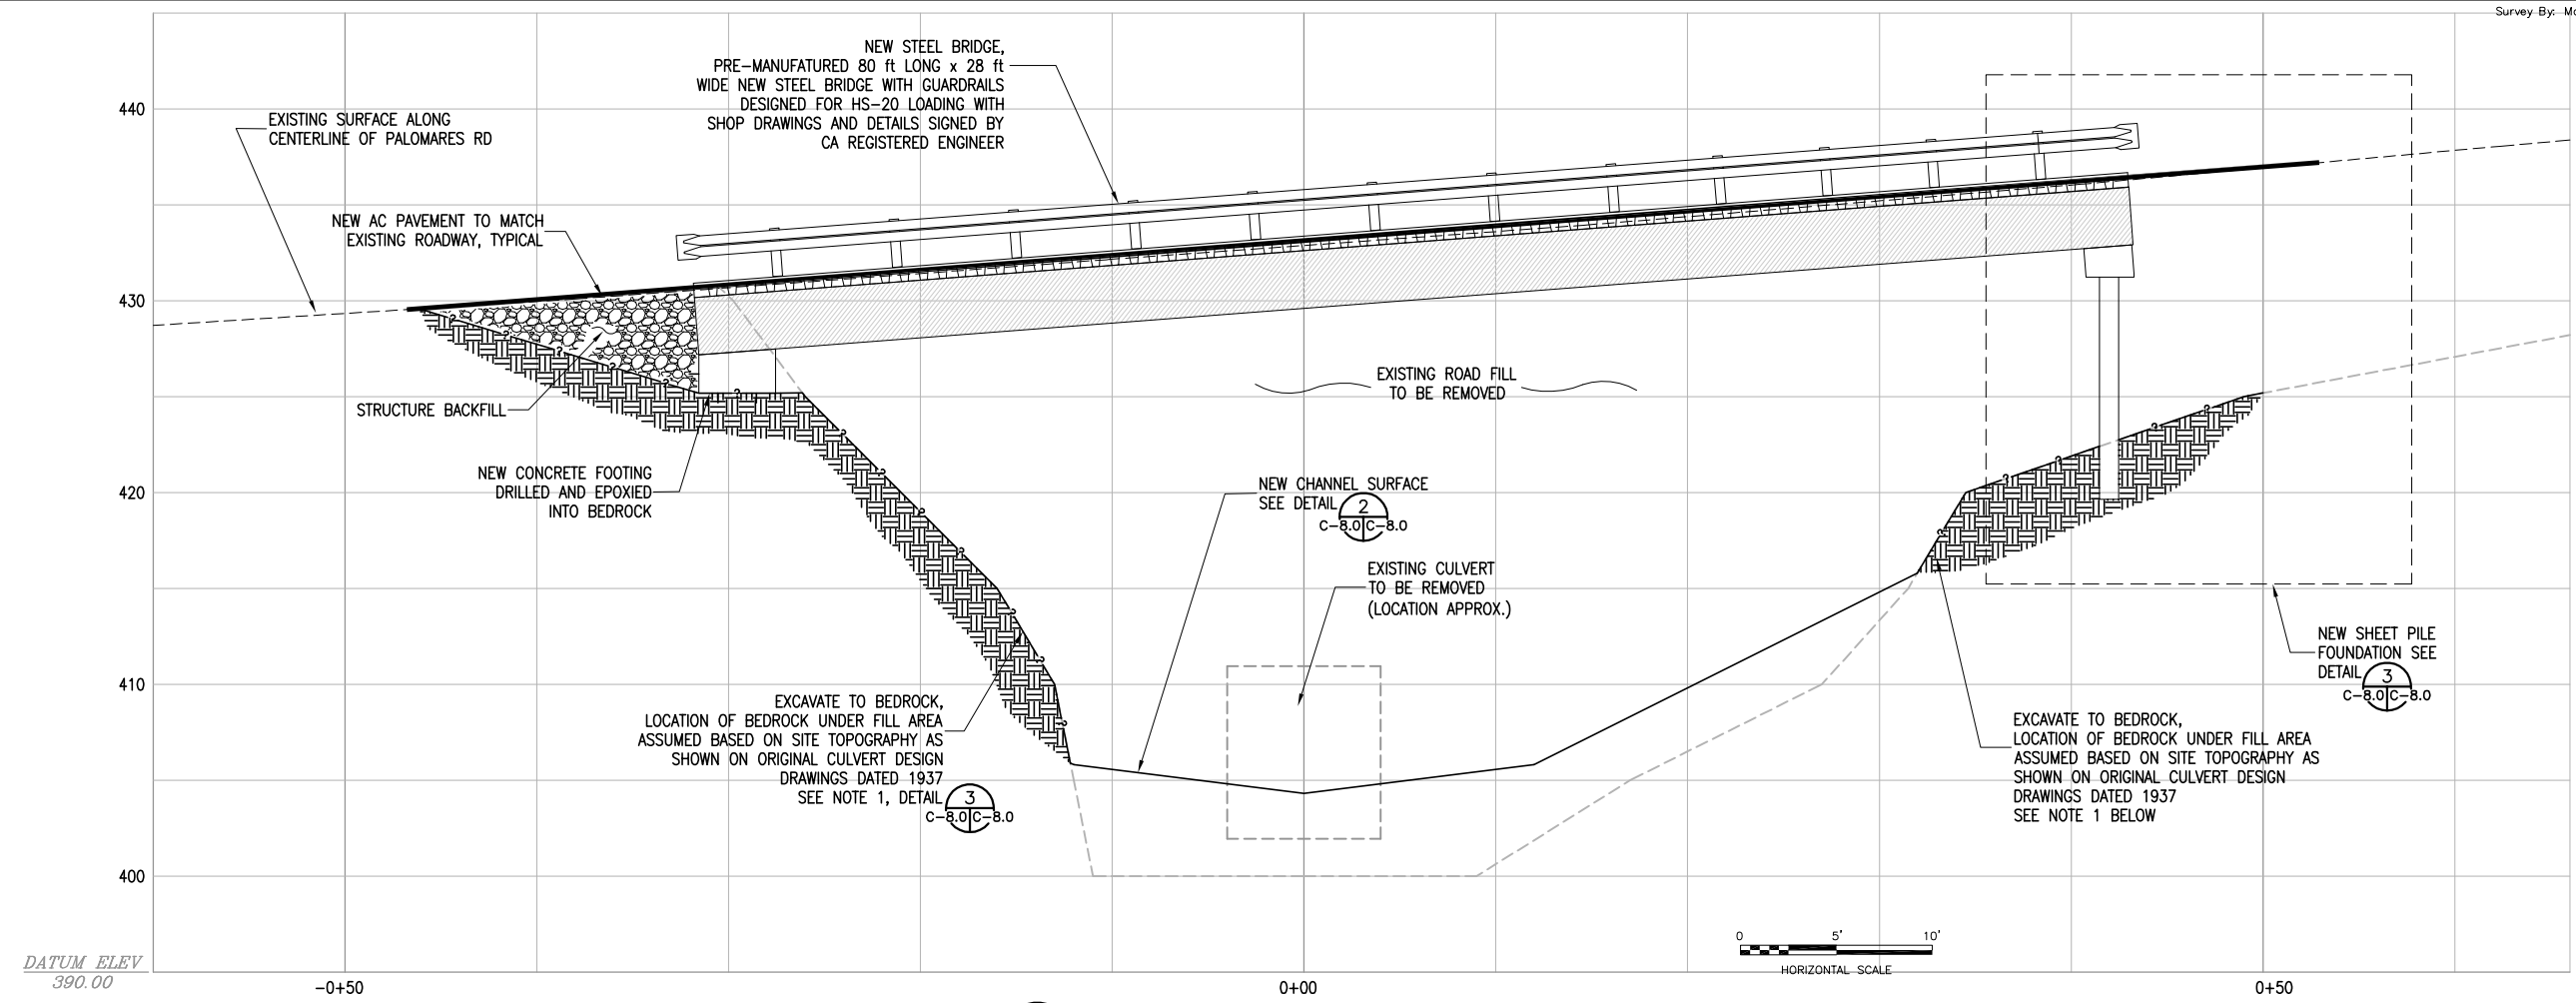 Survey By:
NEW STEEL BRIDGE,
PRE-MANUFATURED 80 ft LONG x 28 ft
WIDE NEW STEEL BRIDGE WITH GUARDRAILS
DESIGNED FOR HS-20 LOADING WITH
SHOP DRAWINGS AND DETAILS SIGNED BY
CA REGISTERED ENGINEER
440
EXISTING SURFACE ALONG
CENTERLINE OF PALOMARES RD
NEW AC PAVEMENT TO MATCH
EXISTING ROADWAY, TYPICAL
430
EXISTING ROAD FILL
TO BE REMOVED
STRUCTURE BACKFILL
NEW CONCRETE FOOTING
DRILLED AND EPOXIED
INTO BEDROCK
420
NEW CHANNEL SURFACE
SEE DETAIL
2
C-8.0 C-8.0
EXISTING CULVERT
TO BE REMOVED
(LOCATION APPROX.)
NEW SHEET PILE
FOUNDATION SEE
DETAIL
3
C-8.0 C-8.0
410
EXCAVATE TO BEDROCK,
LOCATION OF BEDROCK UNDER FILL AREA
ASSUMED BASED ON SITE TOPOGRAPHY AS
SHOWN ON ORIGINAL CULVERT DESIGN
DRAWINGS DATED 1937
SEE NOTE 1, DETAIL
3
C-8.0 C-8.0
EXCAVATE TO BEDROCK,
LOCATION OF BEDROCK UNDER FILL AREA
ASSUMED BASED ON SITE TOPOGRAPHY AS
SHOWN ON ORIGINAL CULVERT DESIGN
DRAWINGS DATED 1937
SEE NOTE 1 BELOW
400
0 5' 10'
HORIZONTAL SCALE
DATUM ELEV
390.00
-0+50 0+00 0+50